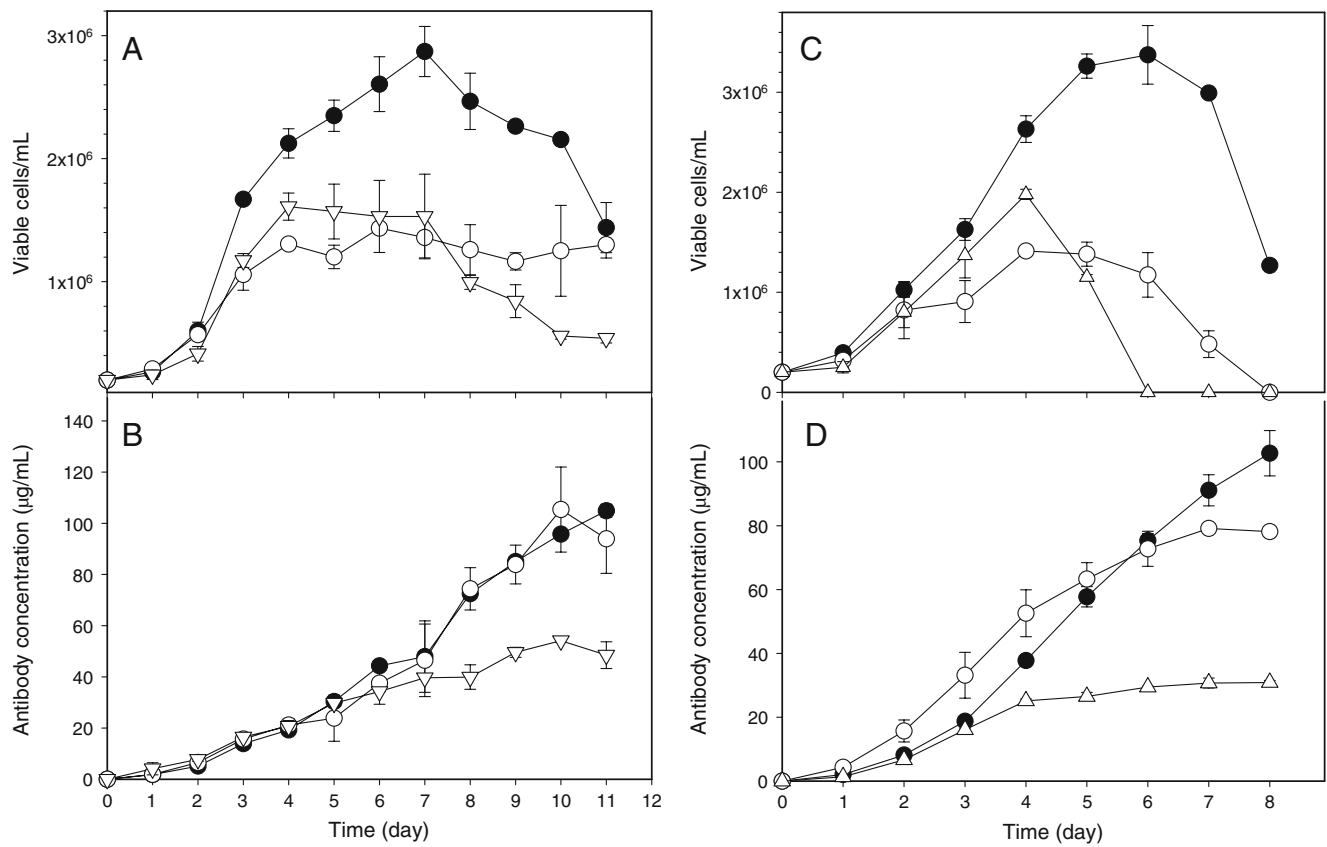 A
Viable cells/mL
3x10⁶
2x10⁶
1x10⁶
B
Antibody concentration (μg/mL)
140
120
100
80
60
40
20
0
0 1 2 3 4 5 6 7 8 9 10 11 12
Time (day)
C
Viable cells/mL
3x10⁶
2x10⁶
1x10⁶
0
D
Antibody concentration (μg/mL)
100
80
60
40
20
0
0 1 2 3 4 5 6 7 8
Time (day)